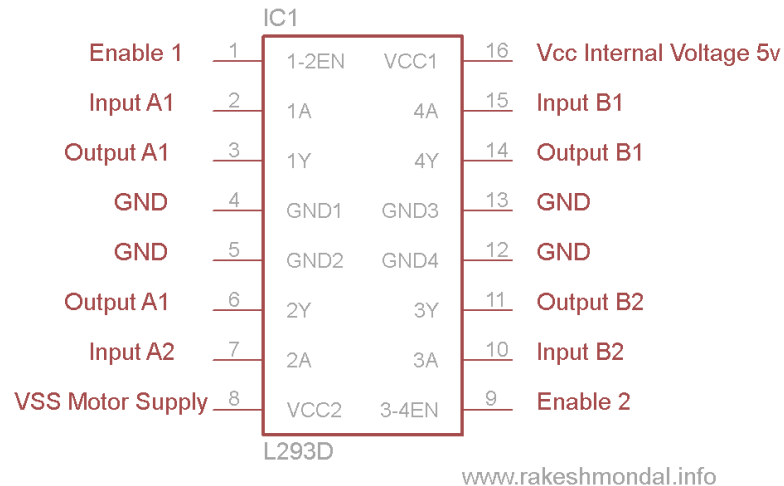 IC1
Enable 1 1 1-2EN VCC1 16 Vcc Internal Voltage 5v
Input A1 2 1A 4A 15 Input B1
Output A1 3 1Y 4Y 14 Output B1
GND 4 GND1 GND3 13 GND
GND 5 GND2 GND4 12 GND
Output A1 6 2Y 3Y 11 Output B2
Input A2 7 2A 3A 10 Input B2
VSS Motor Supply 8 VCC2 3-4EN 9 Enable 2
L293D
www.rakeshmondal.info